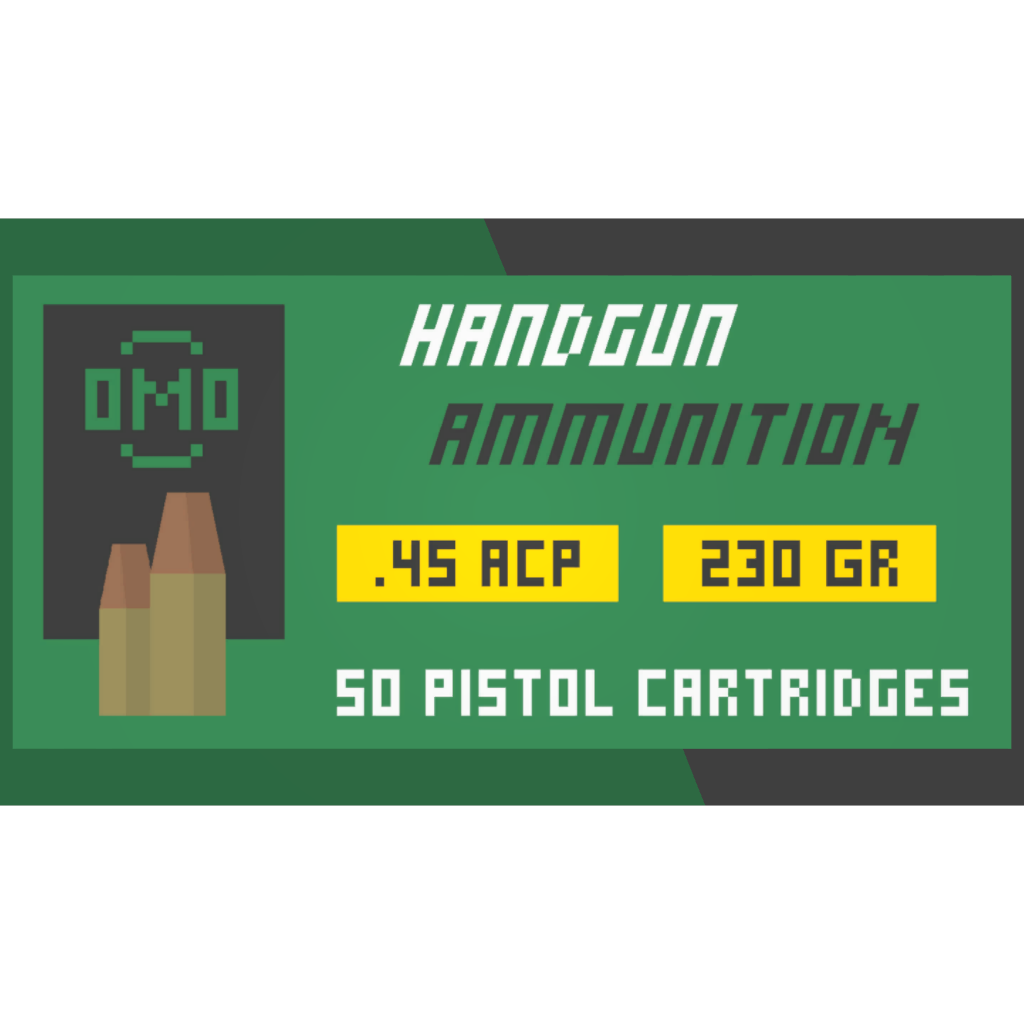 OMO
HANDGUN
AMMUNITION
.45 ACP
230 GR
50 PISTOL CARTRIDGES